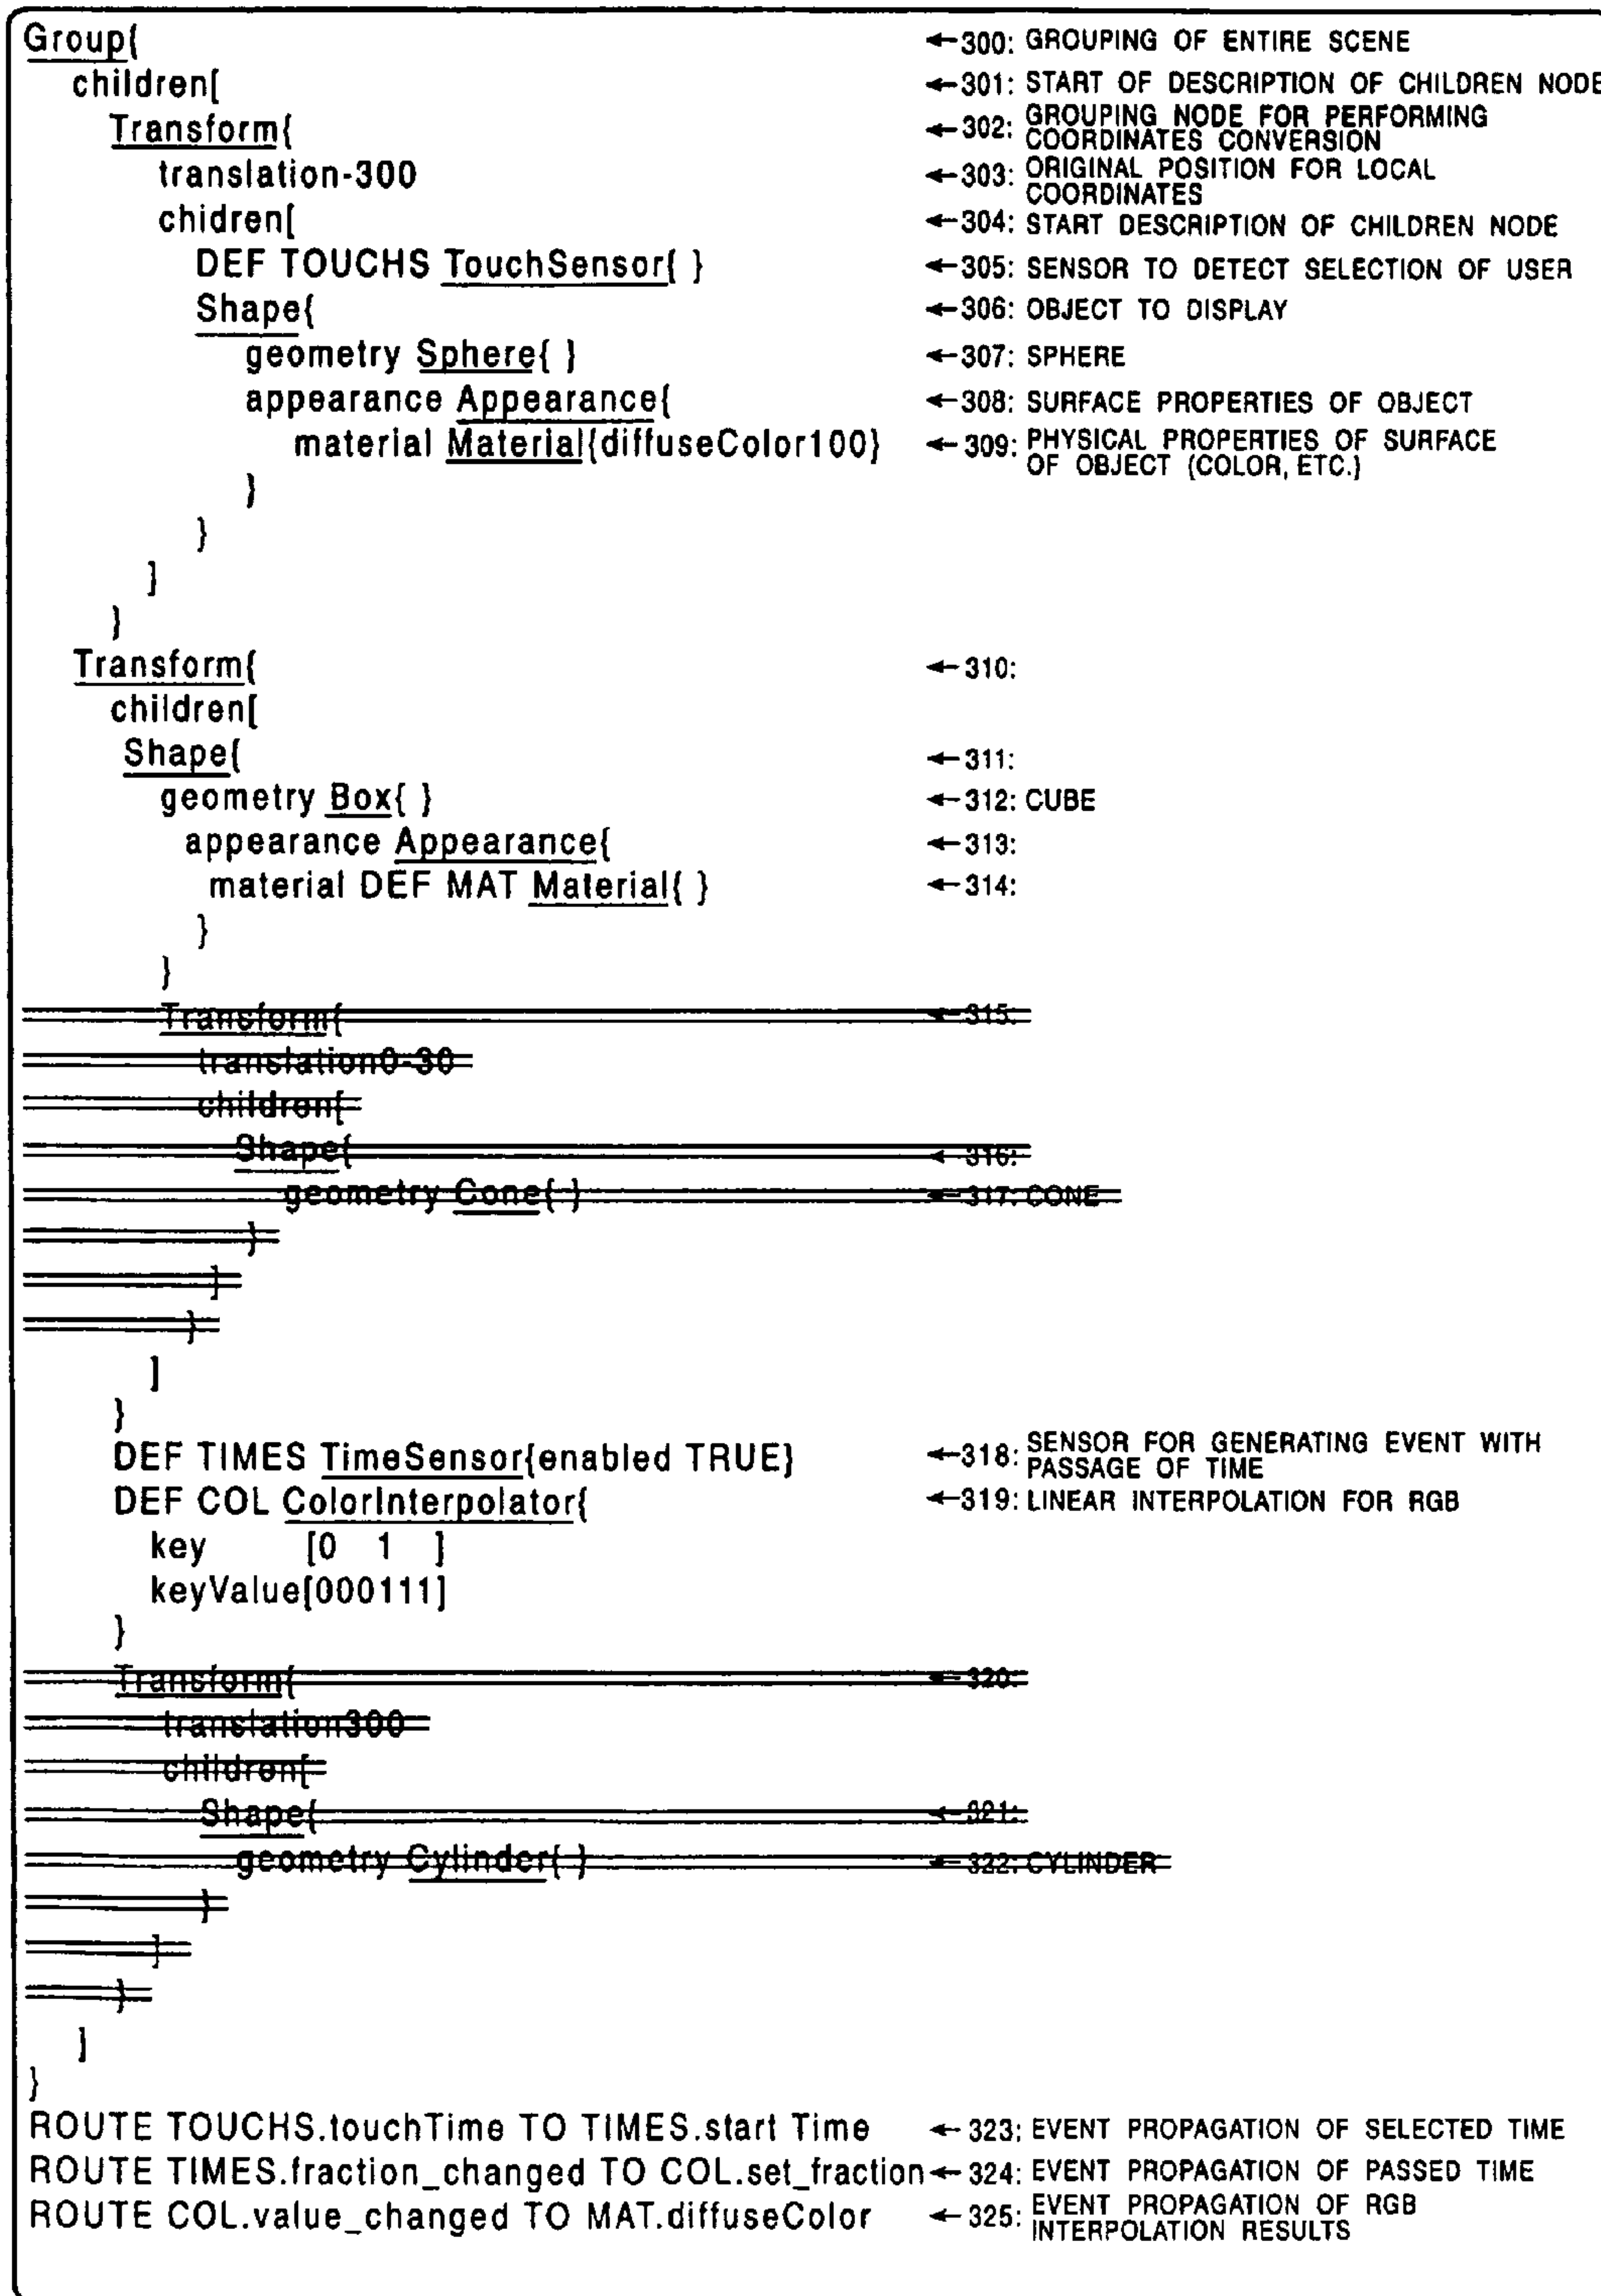 Group{ ←300: GROUPING OF ENTIRE SCENE
children[ ←301: START OF DESCRIPTION OF CHILDREN NODE
Transform{ ←302: GROUPING NODE FOR PERFORMING
COORDINATES CONVERSION
translation-300 ←303: ORIGINAL POSITION FOR LOCAL
COORDINATES
chidren[ ←304: START DESCRIPTION OF CHILDREN NODE
DEF TOUCHS TouchSensor{ } ←305: SENSOR TO DETECT SELECTION OF USER
Shape{ ←306: OBJECT TO DISPLAY
geometry Sphere{ } ←307: SPHERE
appearance Appearance{ ←308: SURFACE PROPERTIES OF OBJECT
material Material{diffuseColor100} ←309: PHYSICAL PROPERTIES OF SURFACE
OF OBJECT (COLOR, ETC.)
}
}
]
}
Transform{ ←310:
children[
Shape{ ←311:
geometry Box{ } ←312: CUBE
appearance Appearance{ ←313:
material DEF MAT Material{ } ←314:
}
}
Transform{ ←315:
translation0-30
children[
Shape{ ←316:
geometry Cone{ } ←317: CONE
}
]
}
]
}
DEF TIMES TimeSensor{enabled TRUE} ←318: SENSOR FOR GENERATING EVENT WITH
PASSAGE OF TIME
DEF COL ColorInterpolator{ ←319: LINEAR INTERPOLATION FOR RGB
key [0 1 ]
keyValue[000111]
}
Transform{ ←320:
translation300
children[
Shape{ ←321:
geometry Cylinder{ } ←322: CYLINDER
}
]
}
]
}
ROUTE TOUCHS.touchTime TO TIMES.start Time ←323: EVENT PROPAGATION OF SELECTED TIME
ROUTE TIMES.fraction_changed TO COL.set_fraction ←324: EVENT PROPAGATION OF PASSED TIME
ROUTE COL.value_changed TO MAT.diffuseColor ←325: EVENT PROPAGATION OF RGB
INTERPOLATION RESULTS